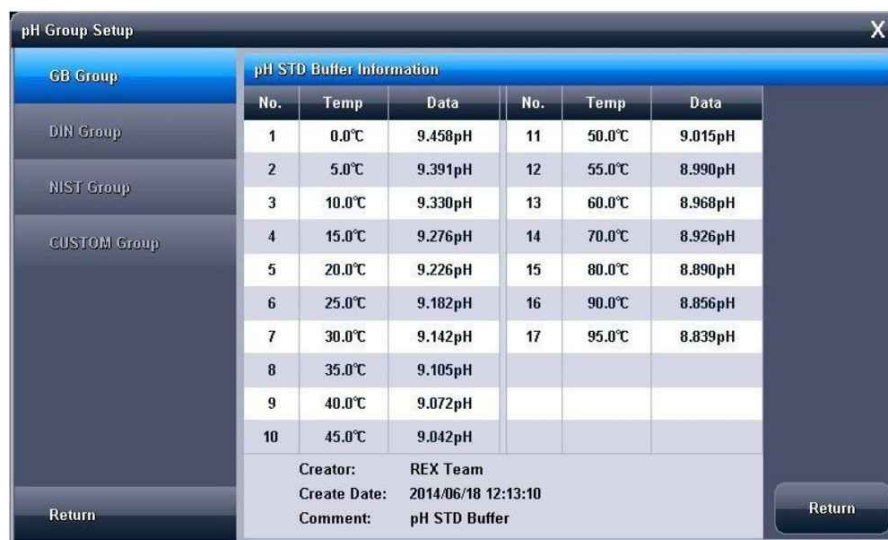 pH Group Setup X
GB Group
DIN Group
NIST Group
CUSTOM Group
Return
pH STD Buffer Information
No. Temp Data No. Temp Data
1 0.0℃ 9.458pH 11 50.0℃ 9.015pH
2 5.0℃ 9.391pH 12 55.0℃ 8.990pH
3 10.0℃ 9.330pH 13 60.0℃ 8.968pH
4 15.0℃ 9.276pH 14 70.0℃ 8.926pH
5 20.0℃ 9.226pH 15 80.0℃ 8.890pH
6 25.0℃ 9.182pH 16 90.0℃ 8.856pH
7 30.0℃ 9.142pH 17 95.0℃ 8.839pH
8 35.0℃ 9.105pH
9 40.0℃ 9.072pH
10 45.0℃ 9.042pH
Creator: REX Team
Create Date: 2014/06/18 12:13:10
Comment: pH STD Buffer
Return